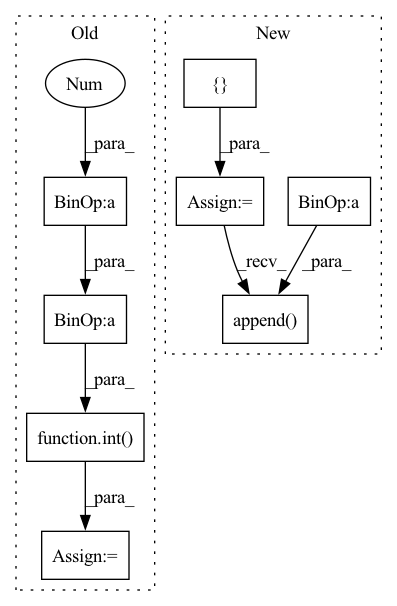 Old
New
Num
{}
_para_
_para_
BinOp:a
Assign:=
BinOp:a
_para_
_recv_
_para_
BinOp:a
append()
_para_
function.int()
_para_
Assign:=